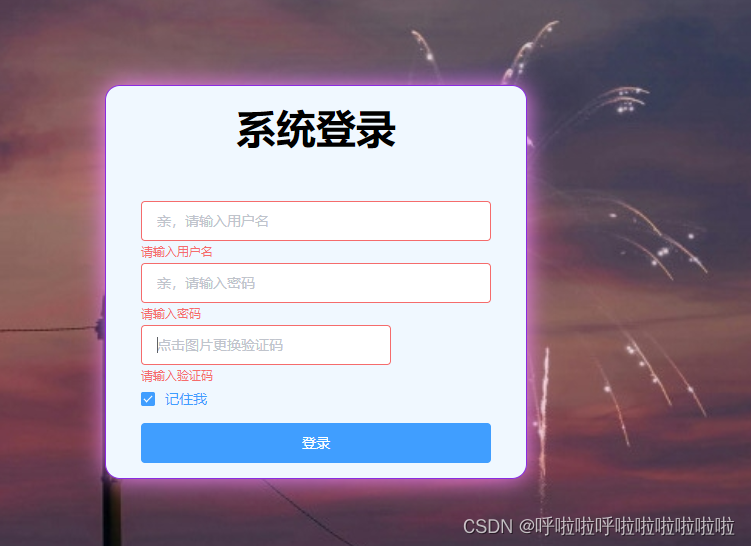 系统登录
亲，请输入用户名
请输入用户名
亲，请输入密码
请输入密码
点击图片更换验证码
请输入验证码
记住我
登录
CSDN @呼啦啦呼啦啦啦啦啦啦